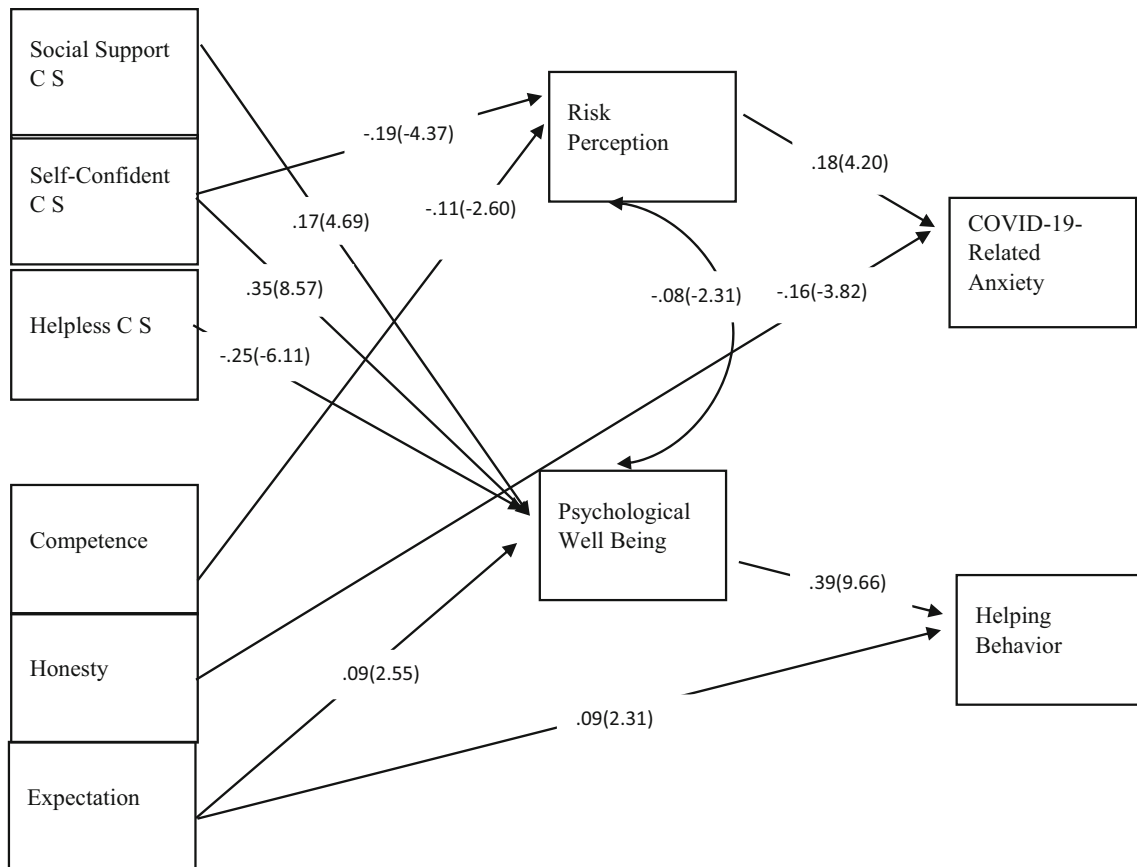 Social Support
C S
Self-Confident
C S
Helpless C S
Competence
Honesty
Expectation
-.19(-4.37)
-.11(-2.60)
.17(4.69)
.35(8.57)
-.25(-6.11)
.09(2.55)
.09(2.31)
Risk
Perception
-.08(-2.31)
Psychological
Well Being
.18(4.20)
-.16(-3.82)
.39(9.66)
COVID-19-
Related
Anxiety
Helping
Behavior